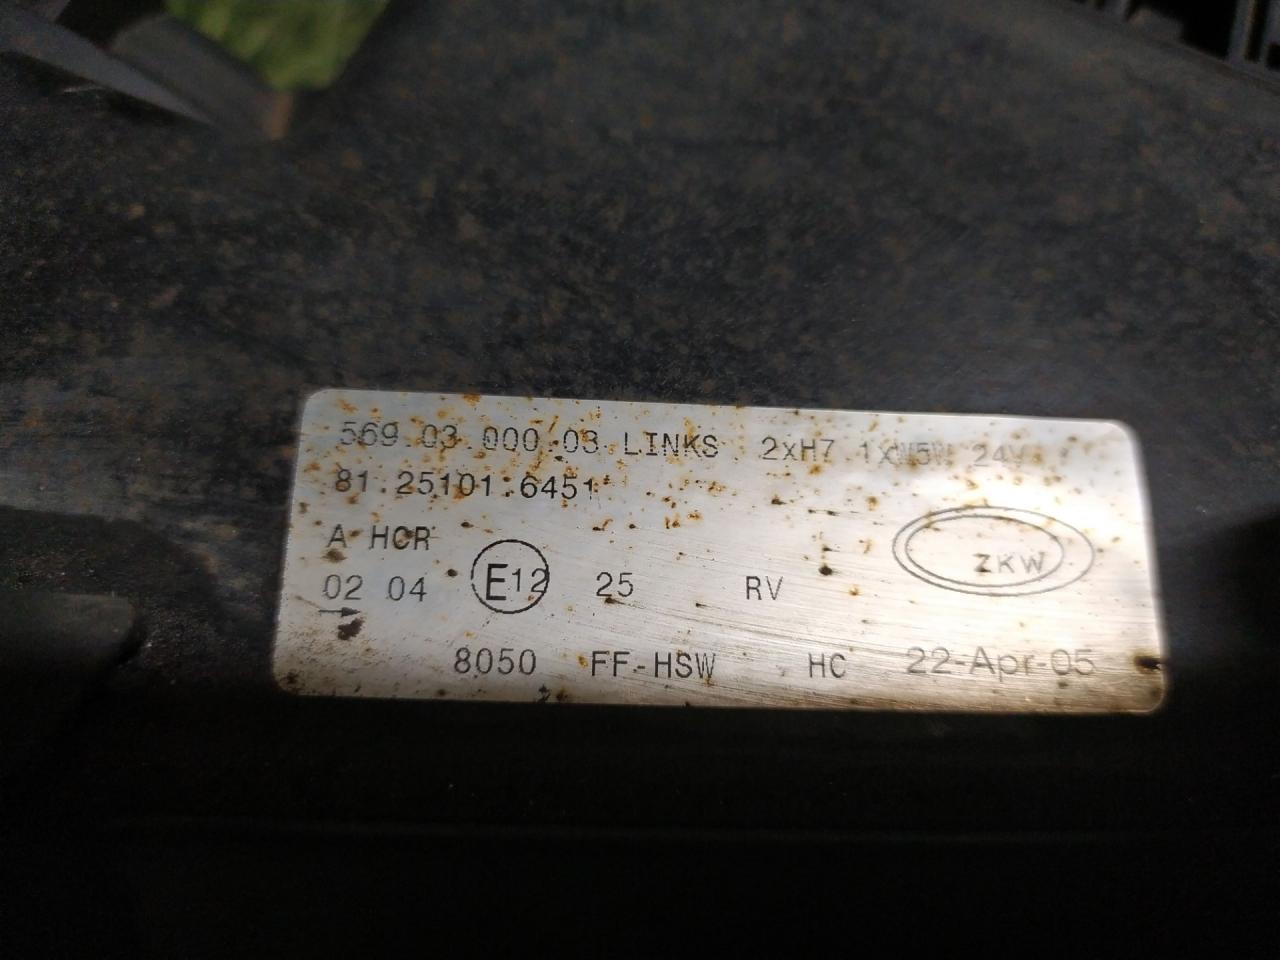 569.03.000.03 LINKS 2xH7 1xW5W 24V
81.25101.6451
A HCR
02 04 E12 25 RV ZKW
8050 FF-HSW HC 22-Apr-05